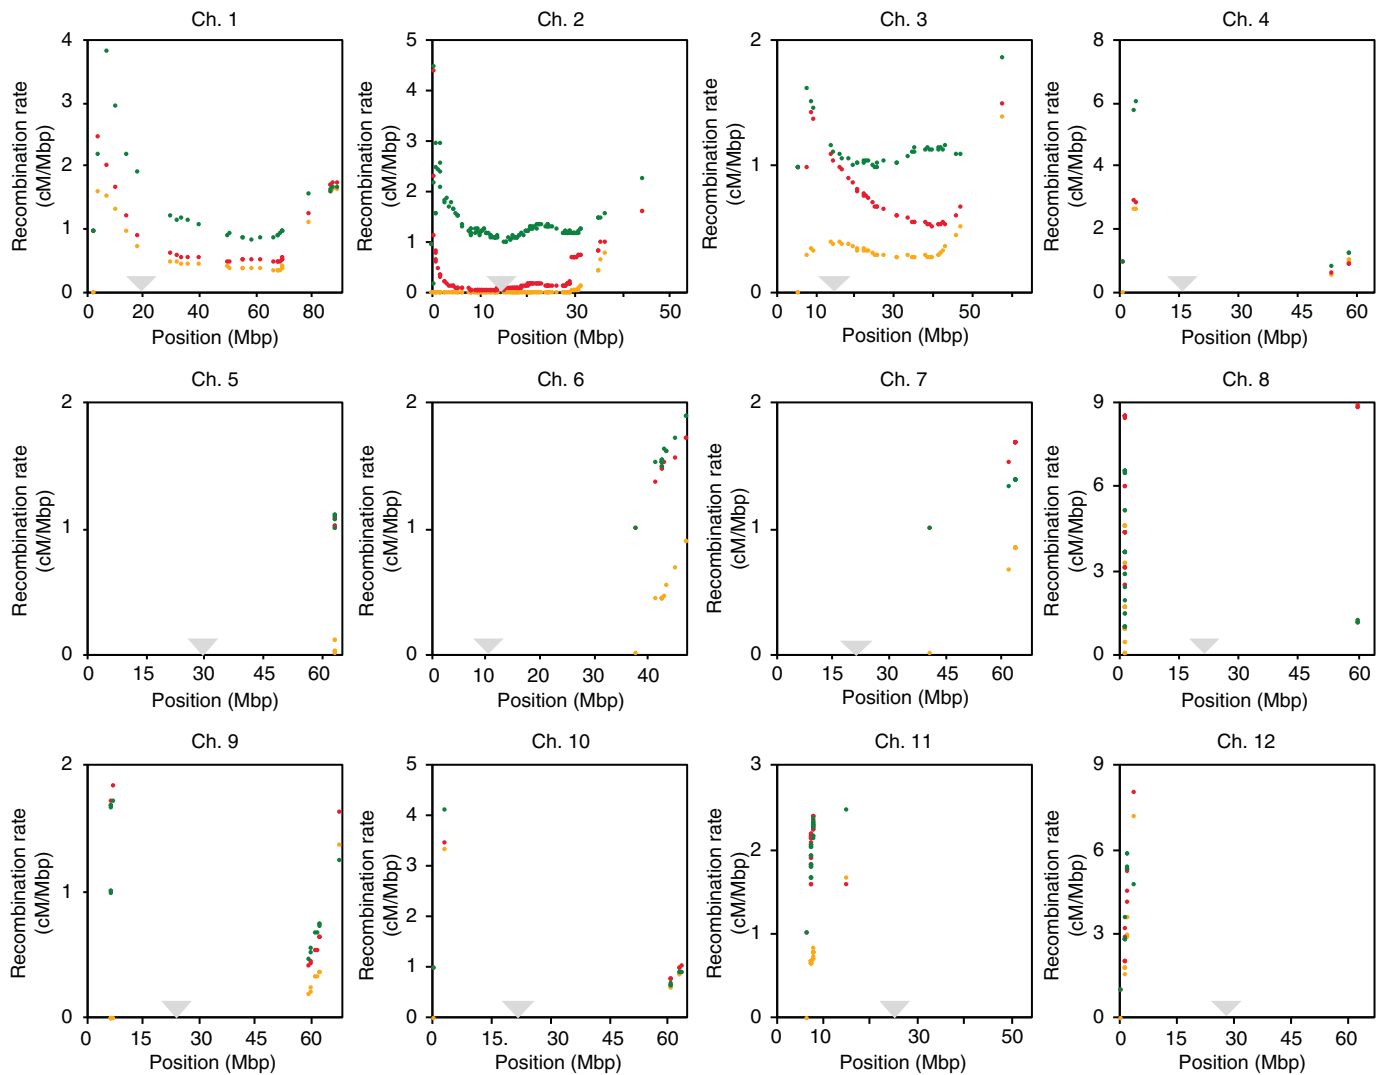 Ch. 1
Recombination rate
(cM/Mbp)
4
3
2
1
0
0 20 40 60 80
Position (Mbp)
Ch. 2
Recombination rate
(cM/Mbp)
5
4
3
2
1
0
0 10 30 50
Position (Mbp)
Ch. 3
Recombination rate
(cM/Mbp)
2
1
0
10 30 50
Position (Mbp)
Ch. 4
Recombination rate
(cM/Mbp)
8
6
4
2
0
0 15 30 45 60
Position (Mbp)
Ch. 5
Recombination rate
(cM/Mbp)
2
1
0
0 15 30 45 60
Position (Mbp)
Ch. 6
Recombination rate
(cM/Mbp)
2
1
0
0 10 20 30 40
Position (Mbp)
Ch. 7
Recombination rate
(cM/Mbp)
2
1
0
0 15 30 45 60
Position (Mbp)
Ch. 8
Recombination rate
(cM/Mbp)
9
6
3
0
0 15 30 45 60
Position (Mbp)
Ch. 9
Recombination rate
(cM/Mbp)
2
1
0
0 15 30 45 60
Position (Mbp)
Ch. 10
Recombination rate
(cM/Mbp)
5
4
3
2
1
0
0 15. 30 45 60
Position (Mbp)
Ch. 11
Recombination rate
(cM/Mbp)
3
2
1
0
0 10 30 40 50
Position (Mbp)
Ch. 12
Recombination rate
(cM/Mbp)
9
6
3
0
0 15 30 45 60
Position (Mbp)